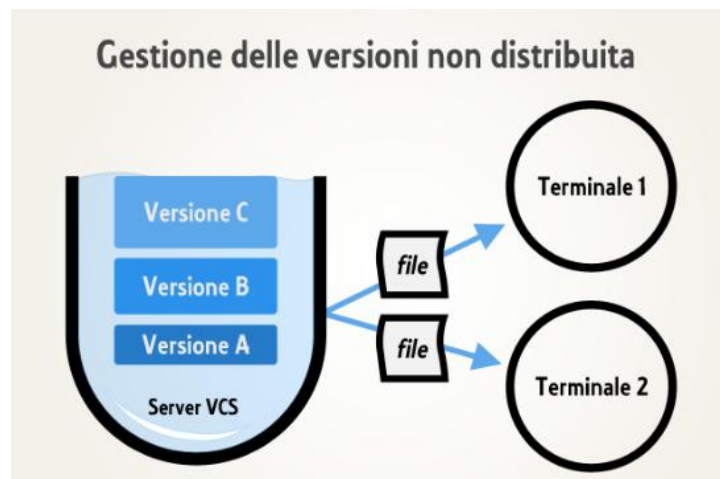 Gestione delle versioni non distribuita
Versione C
Versione B
Versione A
Server VCS
file
file
Terminale 1
Terminale 2